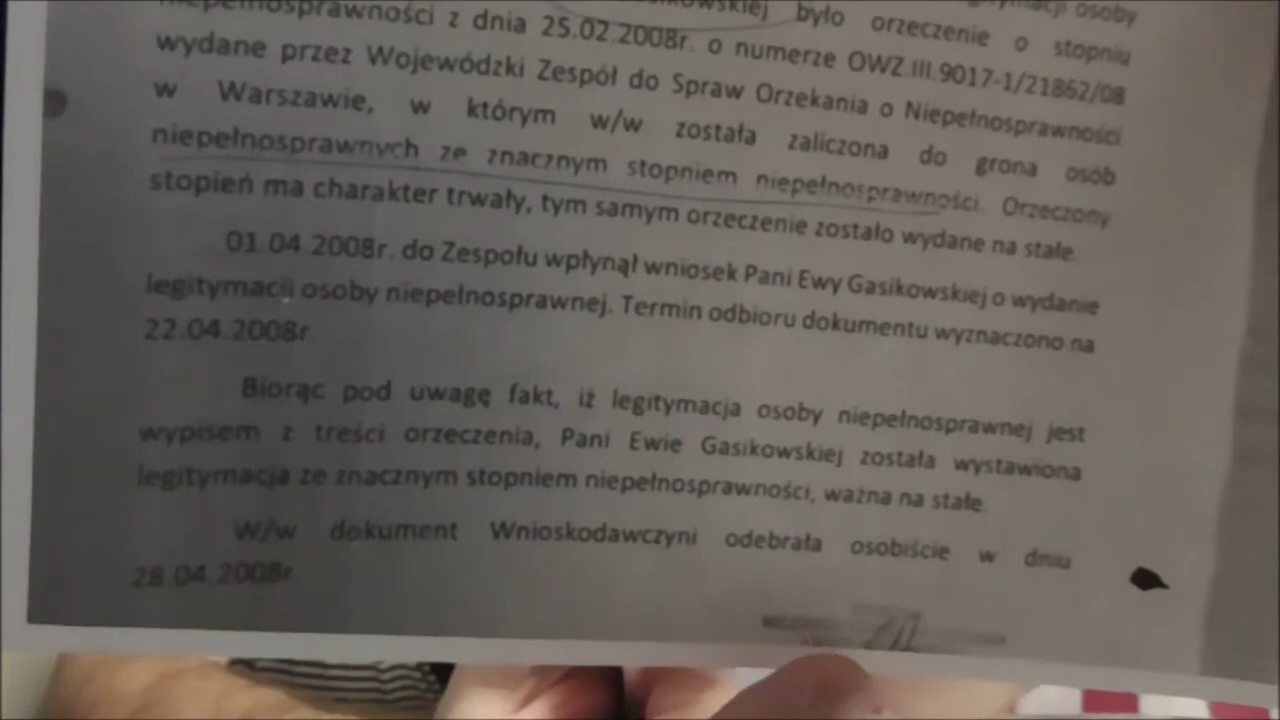 osoby
było orzeczenie o stopniu
niepełnosprawności z dnia 25.02.2008r. o numerze OWZ.III.9017-1/21862/08
wydane przez Wojewódzki Zespół do Spraw Orzekania o Niepełnosprawności
w Warszawie, w którym w/w została zaliczona do grona osób
niepełnosprawnych ze znacznym stopniem niepełnosprawności. Orzeczony
stopień ma charakter trwały, tym samym orzeczenie zostało wydane na stałe.
01.04.2008r. do Zespołu wpłynął wniosek Pani Ewy Gasikowskiej o wydanie
legitymacji osoby niepełnosprawnej. Termin odbioru dokumentu wyznaczono na
22.04.2008r
Biorąc pod uwagę fakt, iż legitymacja osoby niepełnosprawnej jest
wypisem z treści orzeczenia, Pani Ewie Gasikowskiej została wystawiona
legitymacja ze znacznym stopniem niepełnosprawności, ważna na stałe.
W/w dokument Wnioskodawczyni odebrała osobiście w dniu
28.04.2008r.